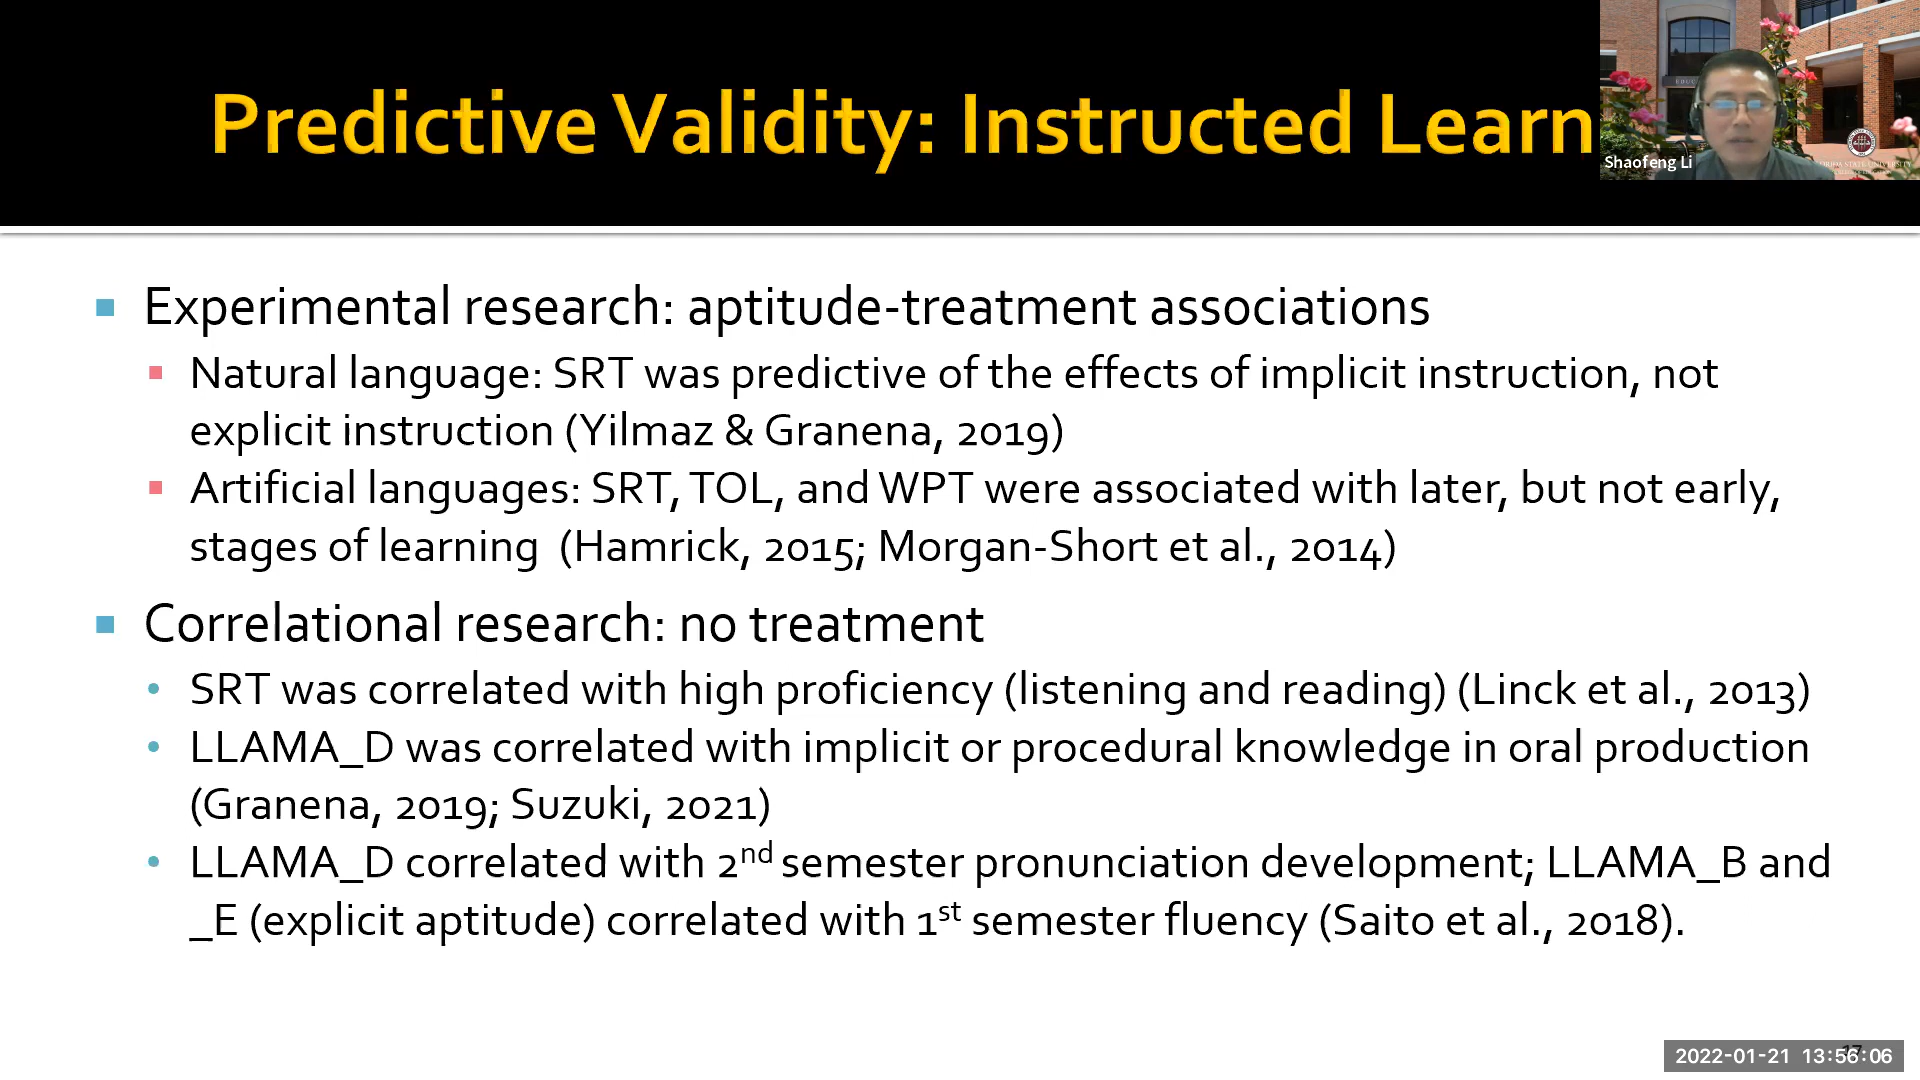 Predictive Validity: Instructed Learn
Shaofeng Li
Experimental research: aptitude-treatment associations
Natural language: SRT was predictive of the effects of implicit instruction, not
explicit instruction (Yilmaz & Granena, 2019)
Artificial languages: SRT, TOL, and WPT were associated with later, but not early,
stages of learning (Hamrick, 2015; Morgan-Short et al., 2014)
Correlational research: no treatment
SRT was correlated with high proficiency (listening and reading) (Linck et al., 2013)
LLAMA_D was correlated with implicit or procedural knowledge in oral production
(Granena, 2019; Suzuki, 2021)
LLAMA_D correlated with 2nd semester pronunciation development; LLAMA_B and
_E (explicit aptitude) correlated with 1st semester fluency (Saito et al., 2018).
2022-01-21 13:56:06